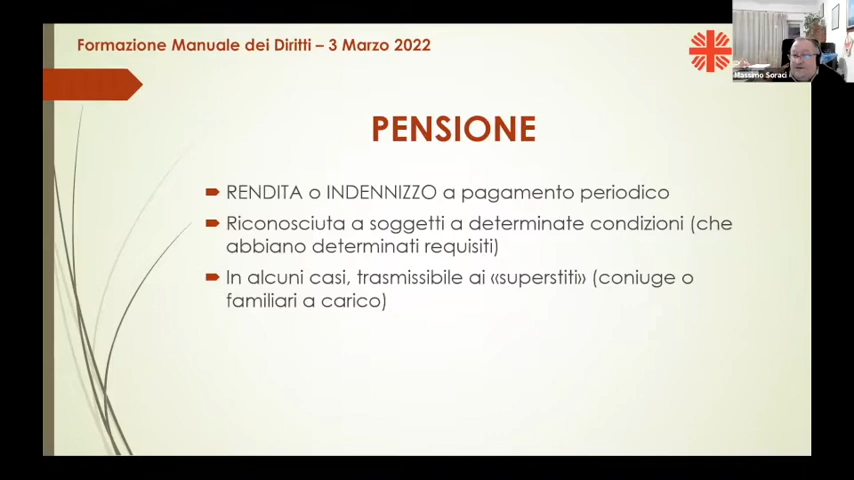 Formazione Manuale dei Diritti – 3 Marzo 2022
Massimo Soraci
PENSIONE
RENDITA o INDENNIZZO a pagamento periodico
Riconosciuta a soggetti a determinate condizioni (che
abbiano determinati requisiti)
In alcuni casi, trasmissibile ai «superstiti» (coniuge o
familiari a carico)